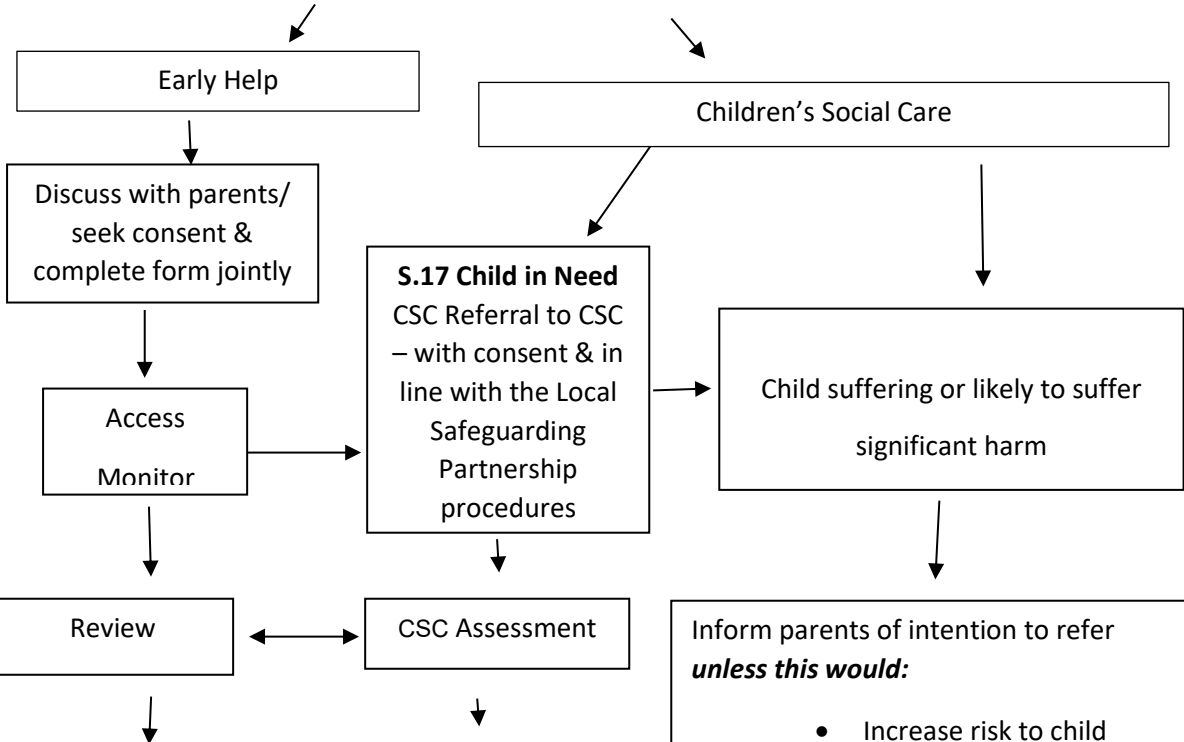 Early Help
Children’s Social Care
Discuss with parents/
seek consent &
complete form jointly
S.17 Child in Need
CSC Referral to CSC
– with consent & in
line with the Local
Safeguarding
Partnership
procedures
Child suffering or likely to suffer
significant harm
Access
Monitor
Review
CSC Assessment
Inform parents of intention to refer
unless this would:
• Increase risk to child